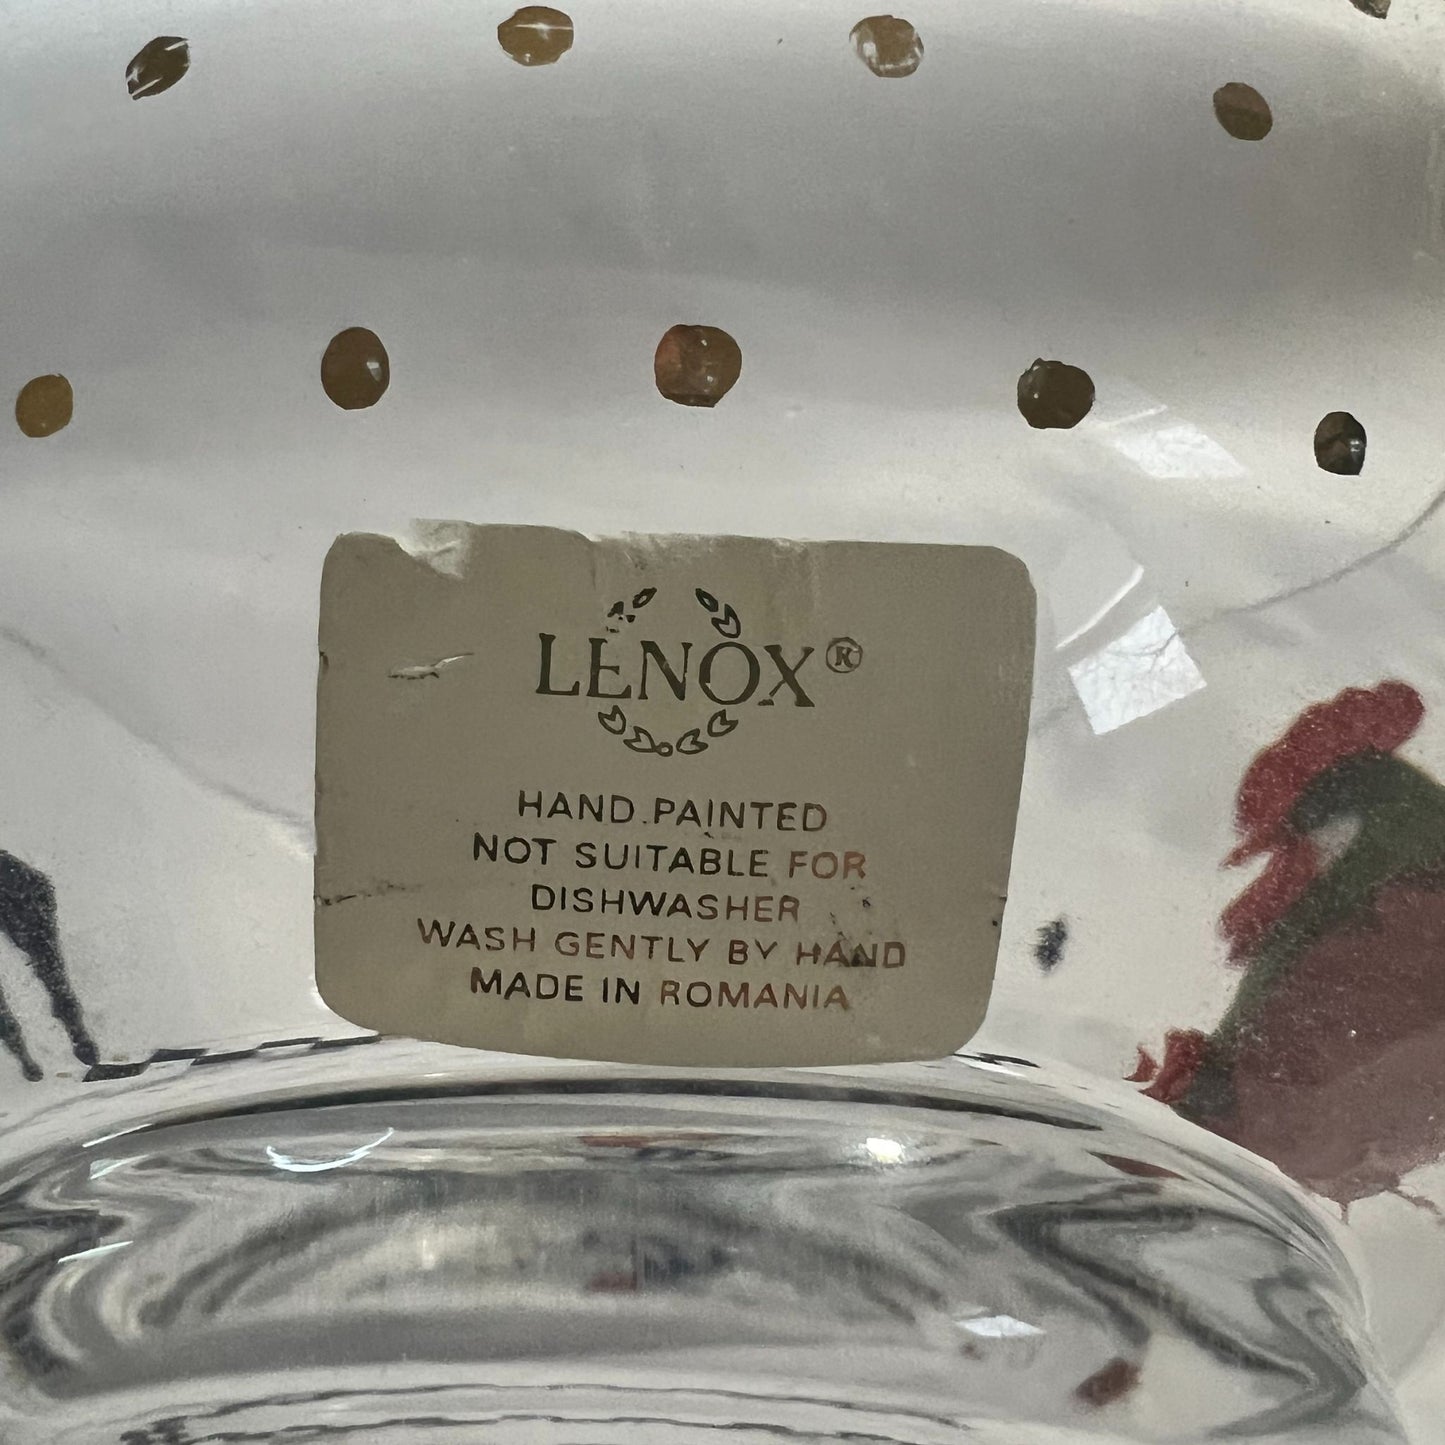 LENOX®
HAND PAINTED
NOT SUITABLE FOR
DISHWASHER
WASH GENTLY BY HAND
MADE IN ROMANIA